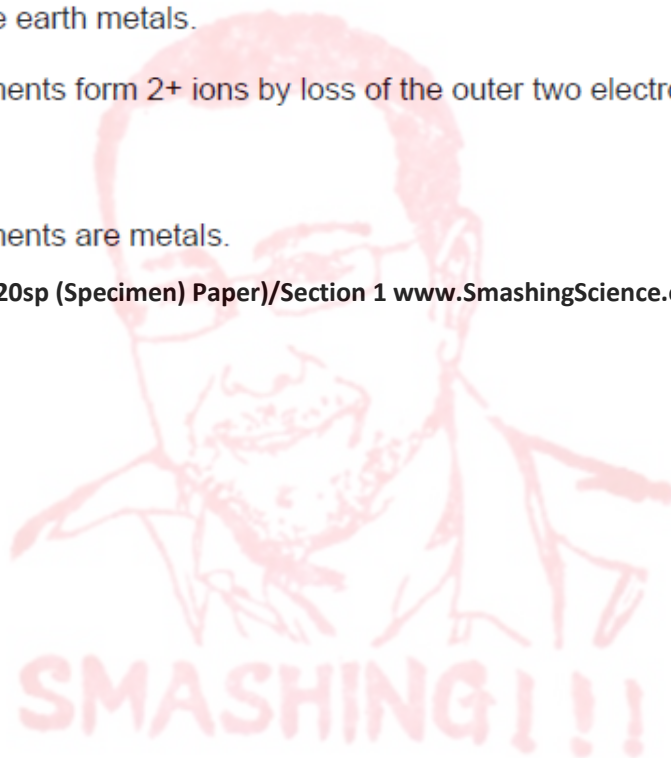 e earth metals.
nents form 2+ ions by loss of the outer two electro
nents are metals.
20sp (Specimen) Paper)/Section 1 www.SmashingScience.
SMASHING!!!